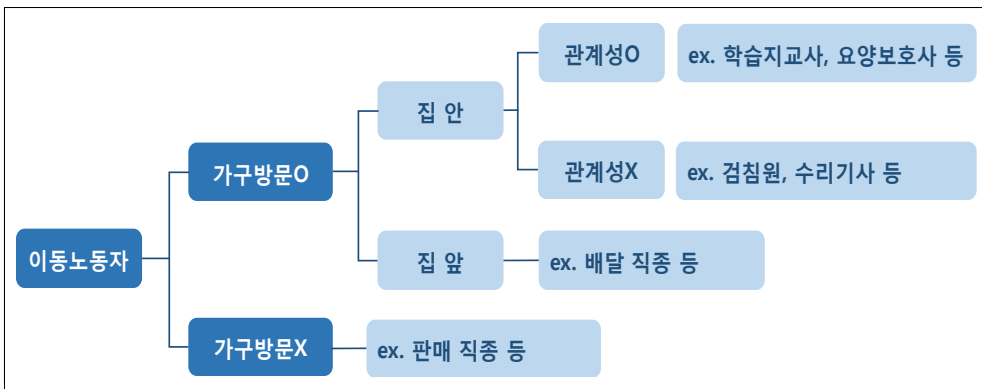 이동노동자
가구방문O
집 안
관계성O
ex. 학습지교사, 요양보호사 등
관계성X
ex. 검침원, 수리기사 등
집 앞
ex. 배달 직종 등
가구방문X
ex. 판매 직종 등